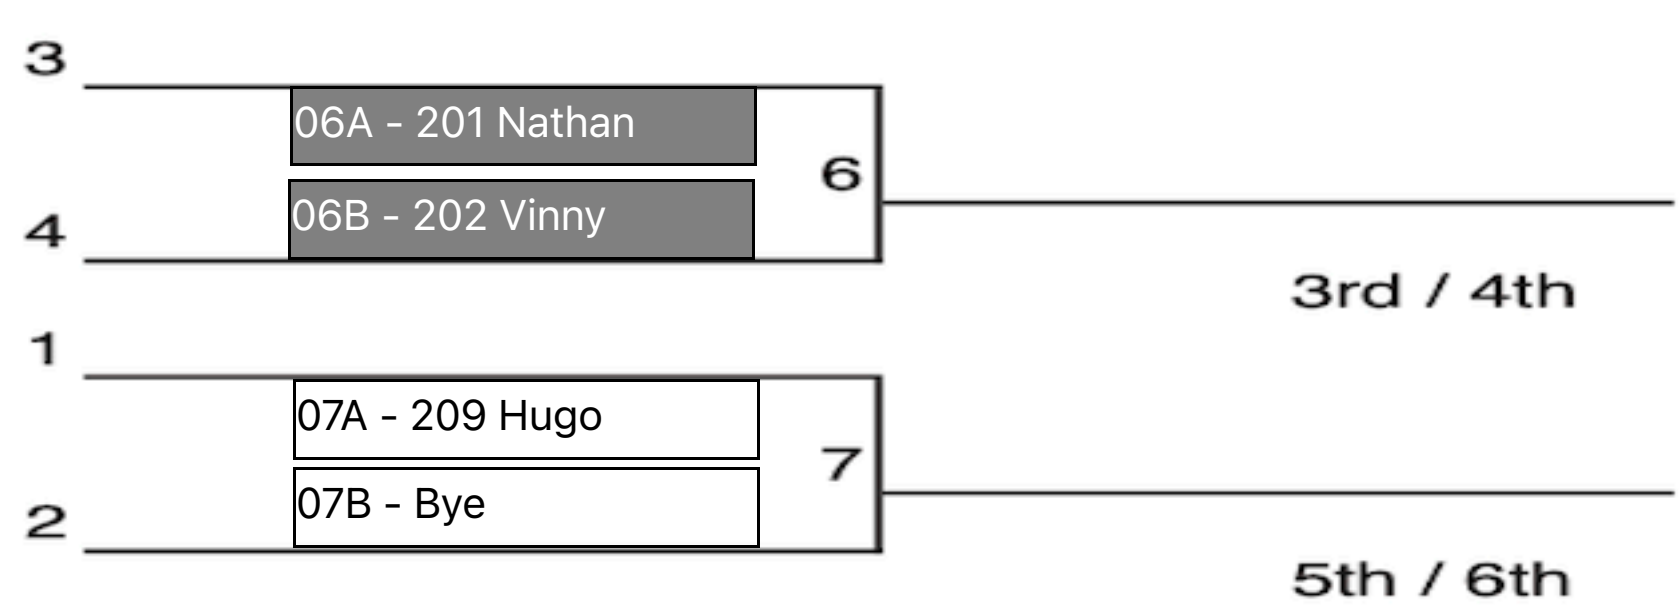 3
06A - 201 Nathan
6
06B - 202 Vinny
4
3rd / 4th
1
07A - 209 Hugo
7
07B - Bye
2
5th / 6th